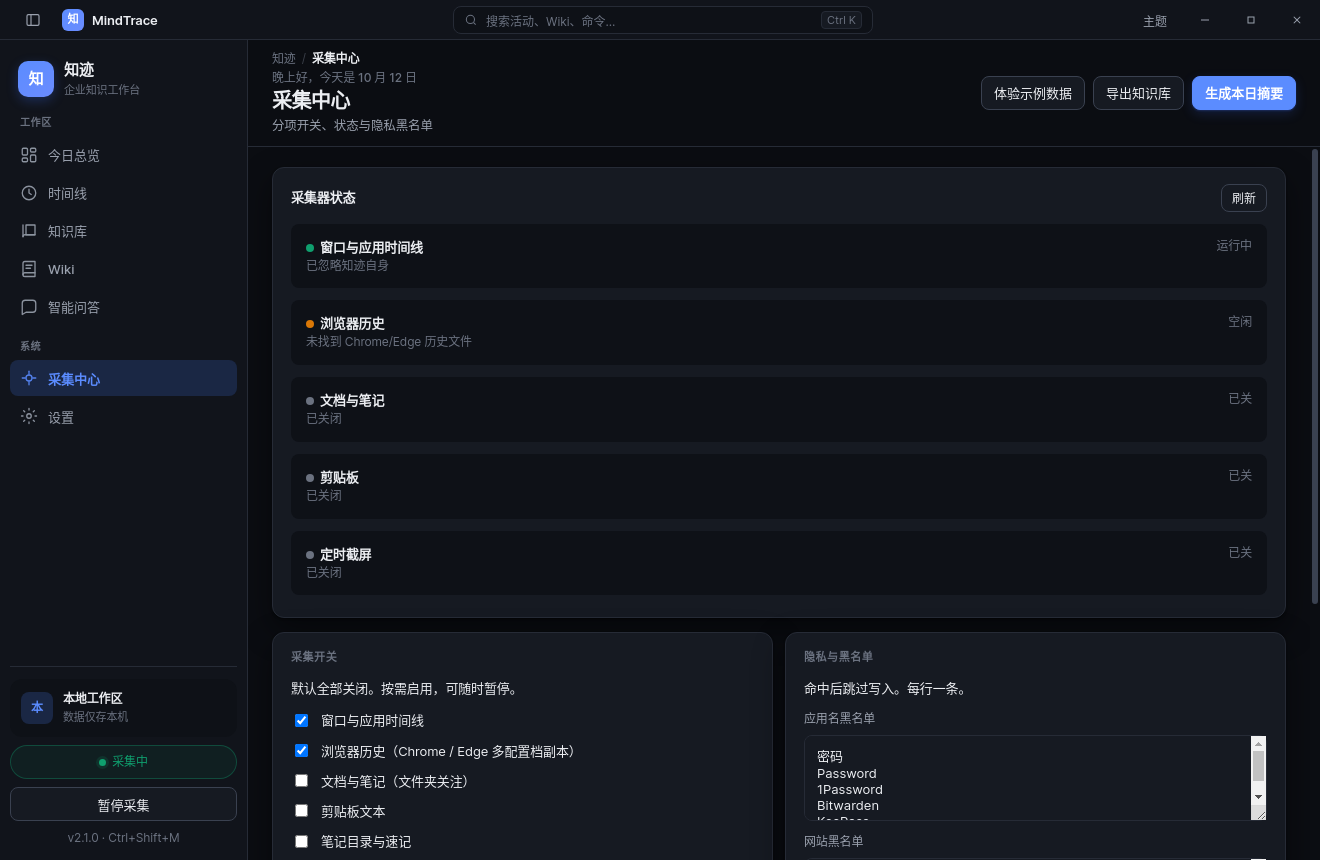 知 MindTrace
搜索活动、Wiki、命令... Ctrl K
主题
知
知迹
企业知识工作台
工作区
今日总览
时间线
知识库
Wiki
智能问答
系统
采集中心
设置
本
本地工作区
数据仅存本机
采集中
暂停采集
v2.1.0 · Ctrl+Shift+M
知迹 / 采集中心
晚上好，今天是 10 月 12 日
采集中心
分项开关、状态与隐私黑名单
体验示例数据
导出知识库
生成本日摘要
采集器状态
刷新
窗口与应用时间线
运行中
已忽略知迹自身
浏览器历史
空闲
未找到 Chrome/Edge 历史文件
文档与笔记
已关
已关闭
剪贴板
已关
已关闭
定时截屏
已关
已关闭
采集开关
默认全部关闭。按需启用，可随时暂停。
窗口与应用时间线
浏览器历史（Chrome / Edge 多配置档副本）
文档与笔记（文件夹关注）
剪贴板文本
笔记目录与速记
隐私与黑名单
命中后跳过写入。每行一条。
应用名黑名单
密码
Password
1Password
Bitwarden
KeePass
网站黑名单